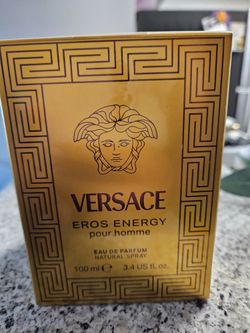 VERSACE
EROS ENERGY
pour homme
EAU DE PARFUM
NATURAL SPRAY
100 ml ℮ 3.4 US fl. oz.